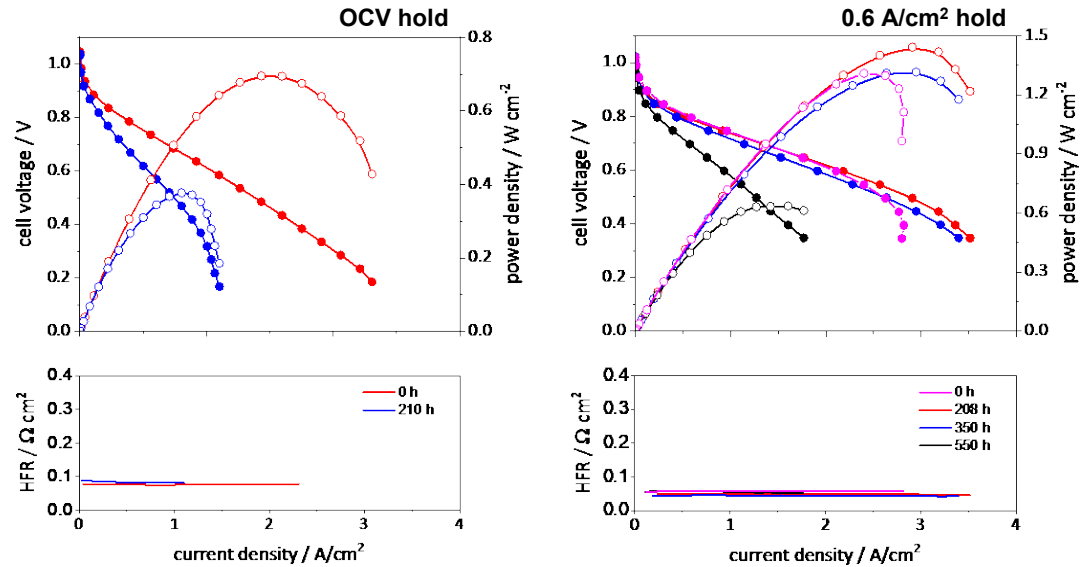 OCV hold
0.8
0.6
0.4
0.2
0.0
1.0
0.8
0.6
0.4
0.2
0.0
cell voltage / V
power density / W cm-2
0.4
0.3
0.2
0.1
0.0
HFR / Ω cm2
0 h
210 h
0 1 2 3 4
current density / A/cm2
0.6 A/cm² hold
1.5
1.2
0.9
0.6
0.3
0.0
1.0
0.8
0.6
0.4
0.2
0.0
cell voltage / V
power density / W cm-2
0.4
0.3
0.2
0.1
0.0
HFR / Ω cm2
0 h
208 h
350 h
550 h
0 1 2 3 4
current density / A/cm2